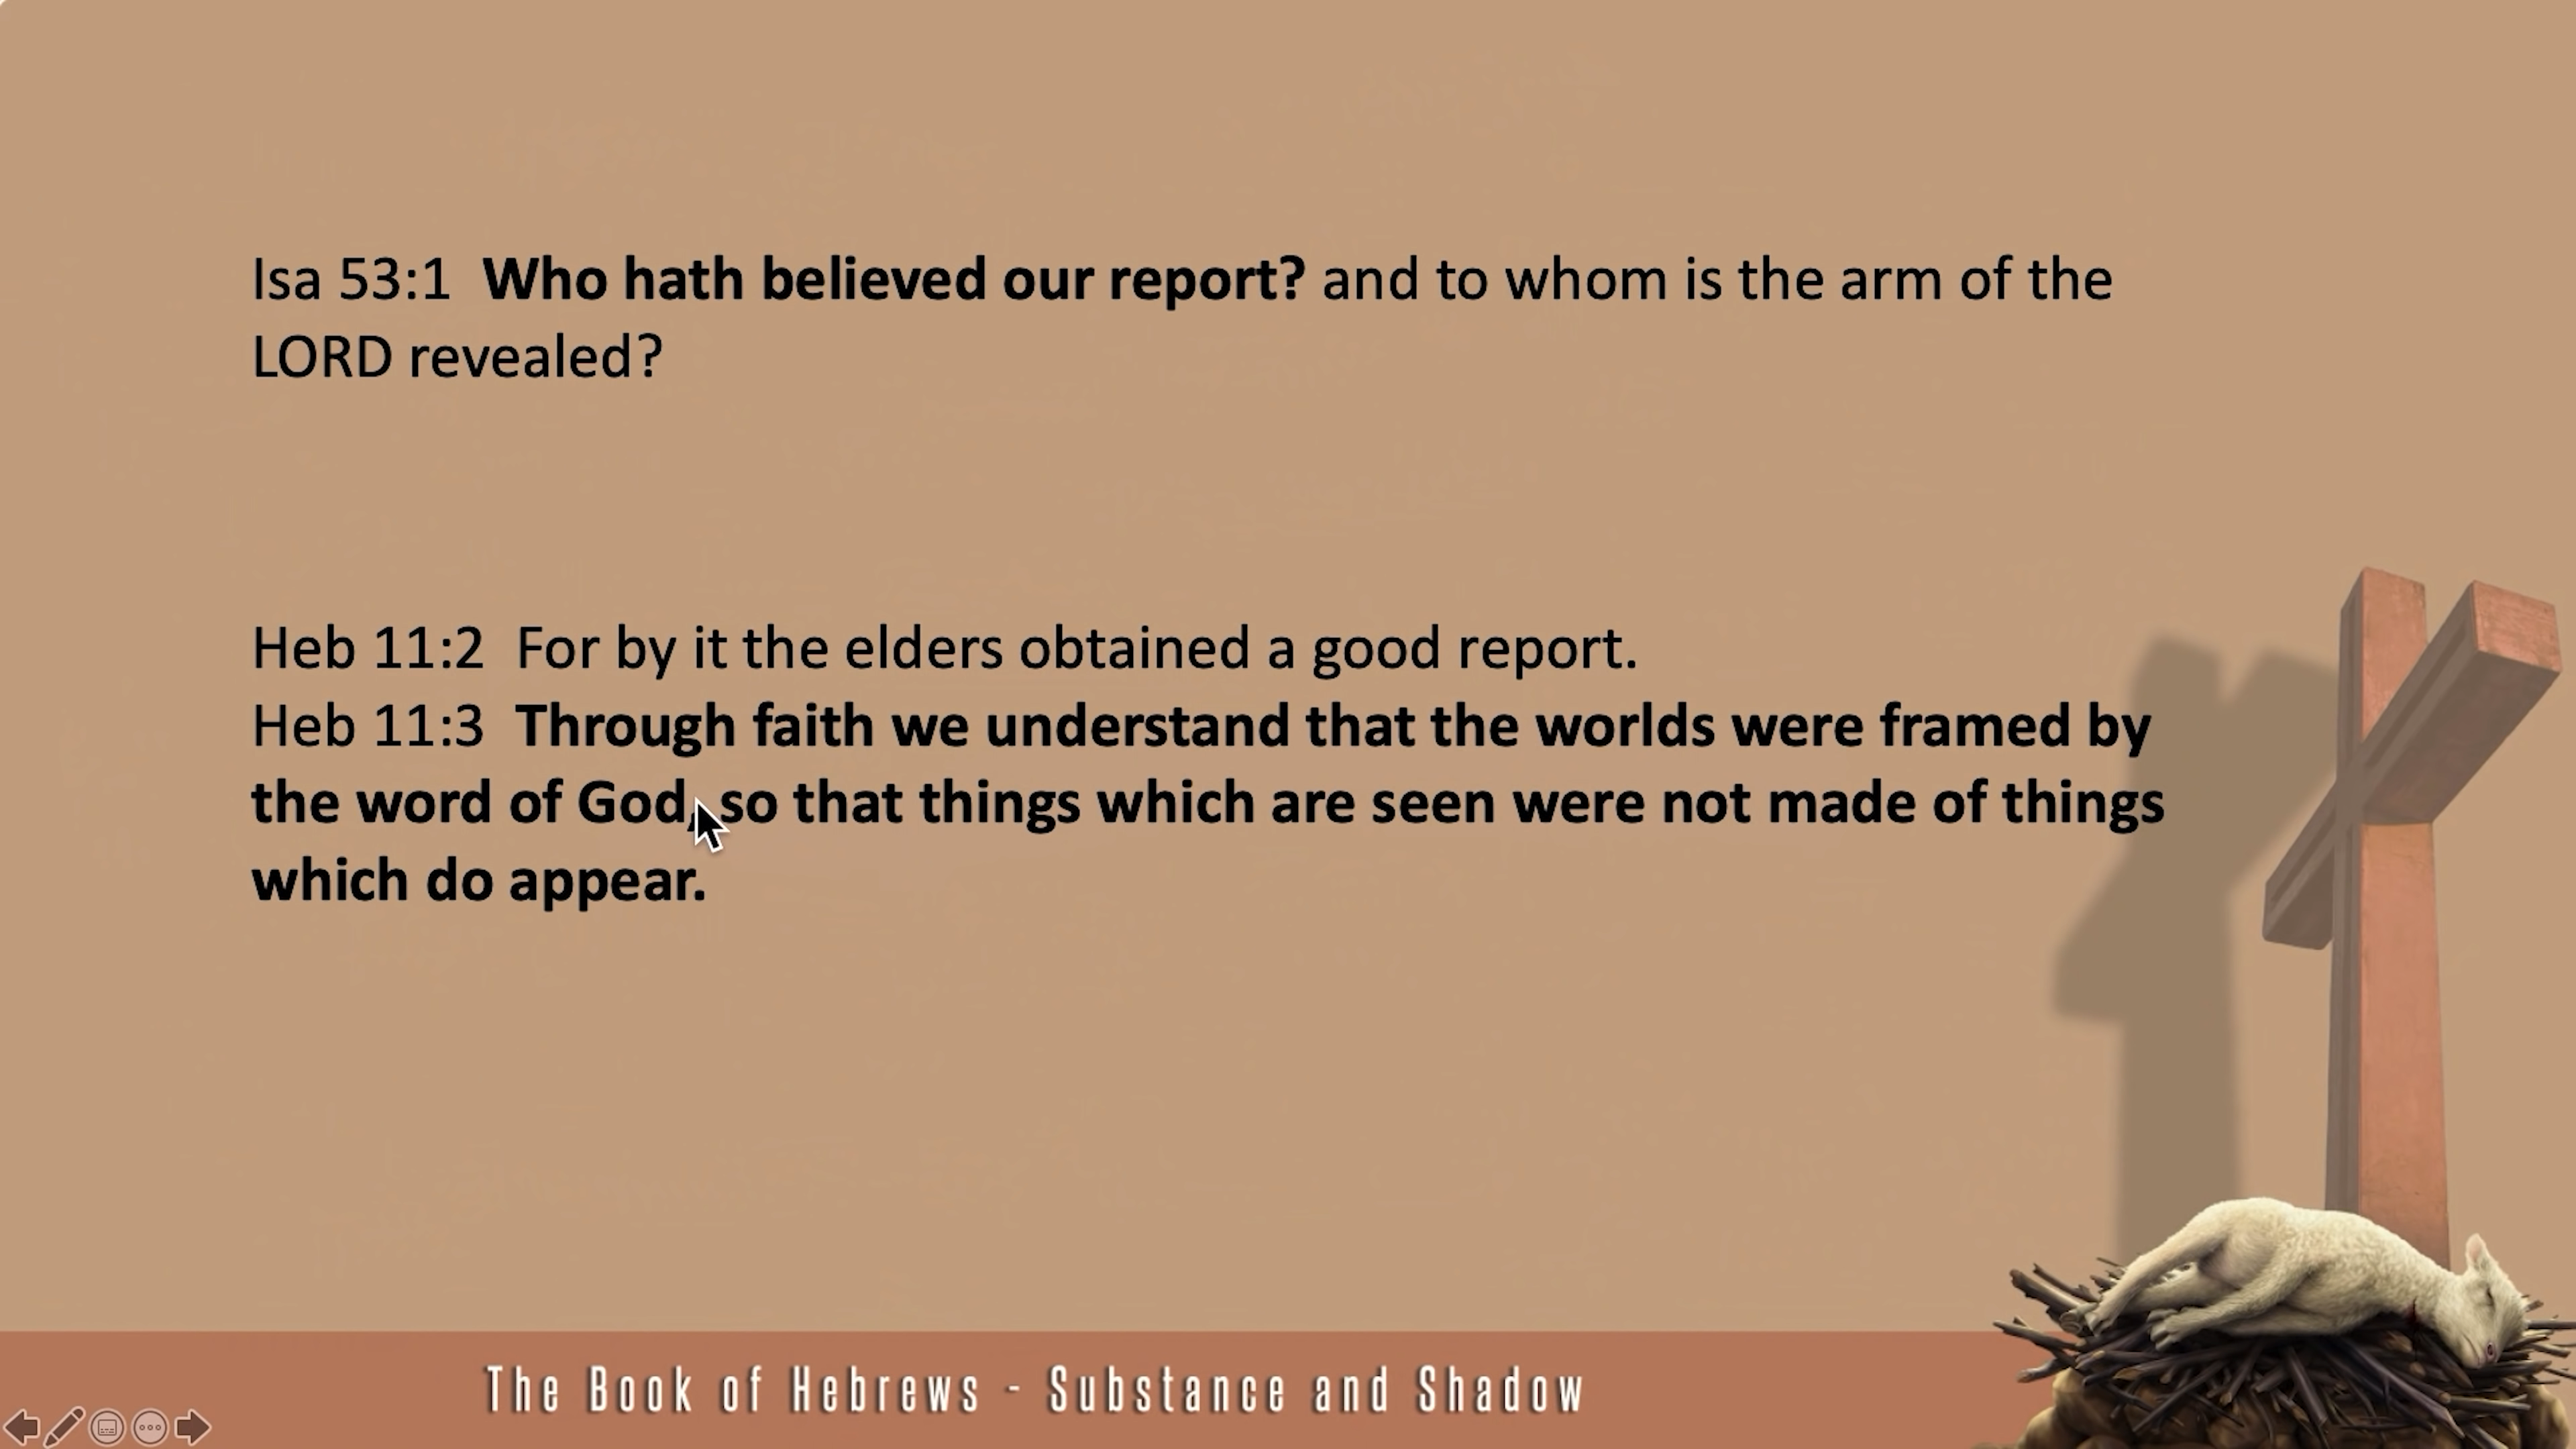 Isa 53:1  Who hath believed our report? and to whom is the arm of the
LORD revealed?
Heb 11:2  For by it the elders obtained a good report.
Heb 11:3  Through faith we understand that the worlds were framed by
the word of God, so that things which are seen were not made of things
which do appear.
The Book of Hebrews - Substance and Shadow